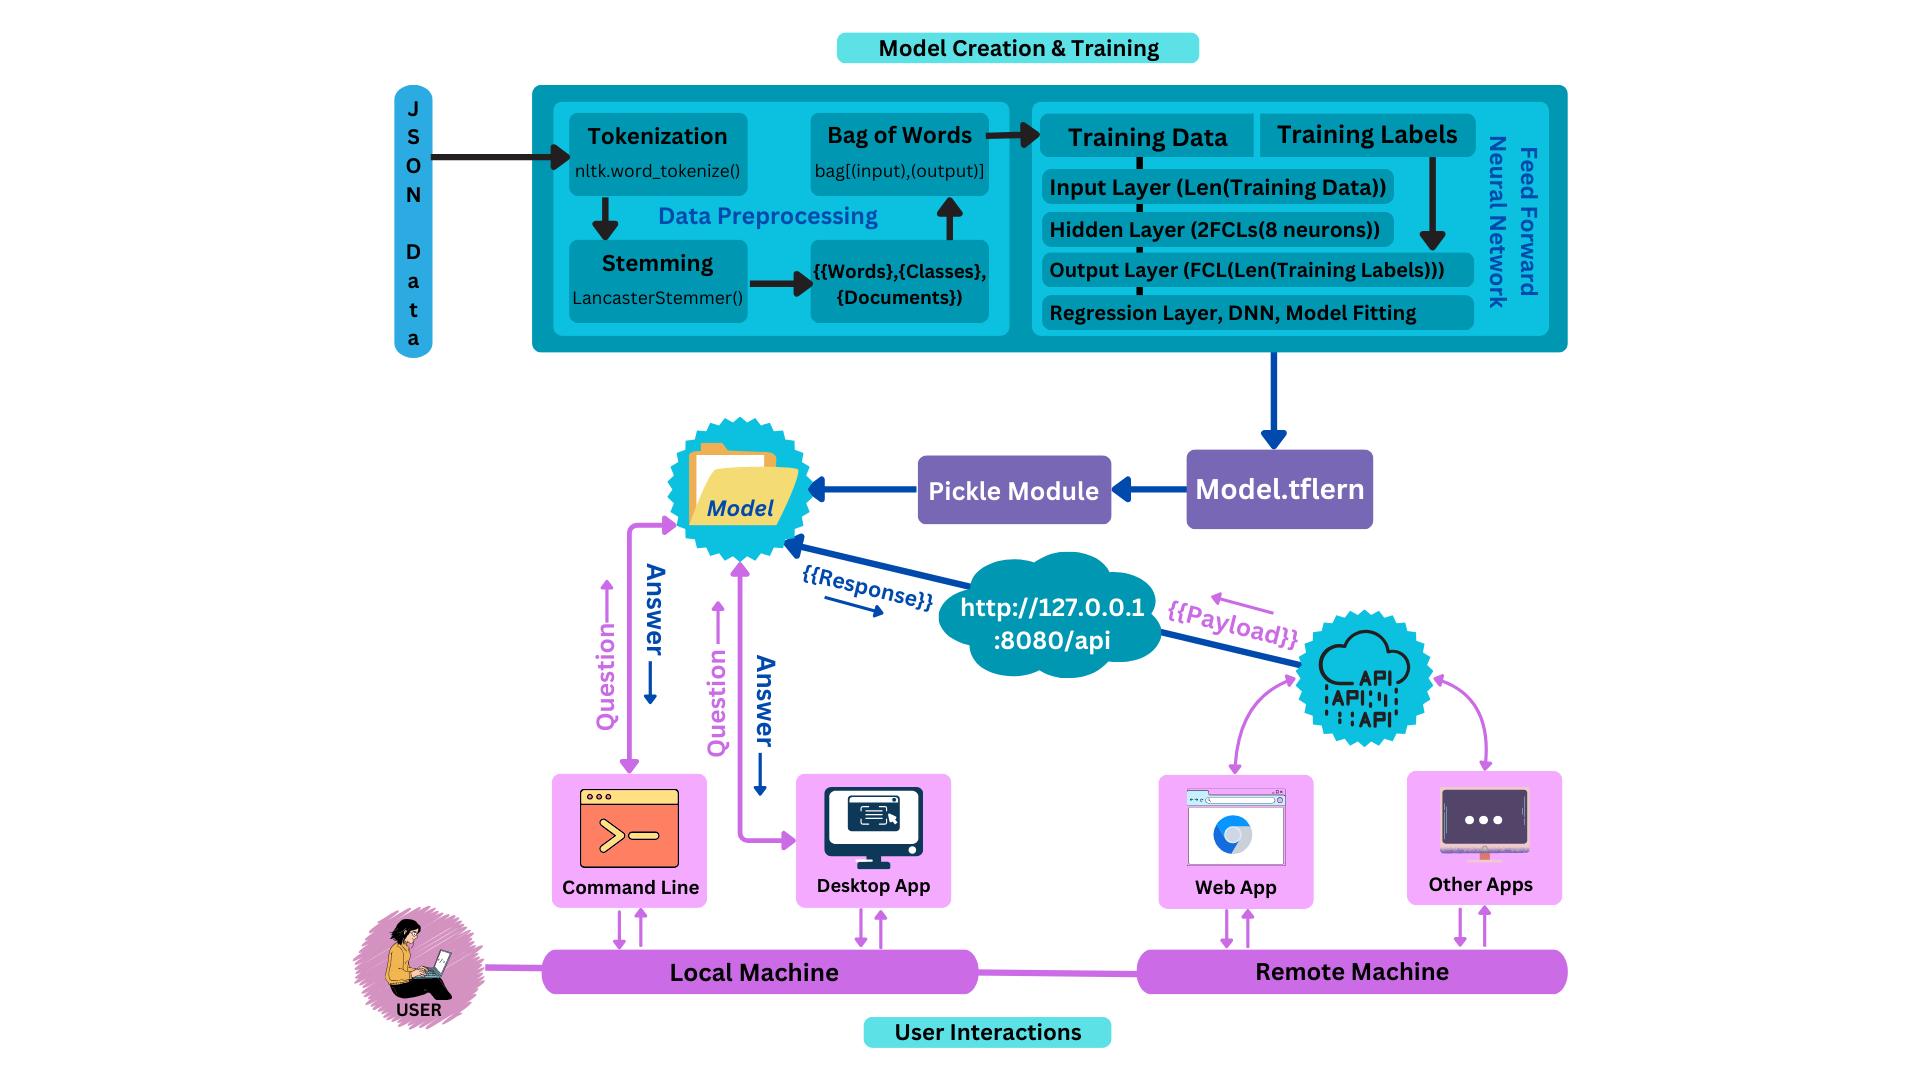 Model Creation & Training
JSON Data
Tokenization
nltk.word_tokenize()
Bag of Words
bag[(input),(output)]
Data Preprocessing
Stemming
LancasterStemmer()
{{Words},{Classes},
{Documents})
Training Data
Training Labels
Input Layer (Len(Training Data))
Hidden Layer (2FCLs(8 neurons))
Output Layer (FCL(Len(Training Labels)))
Regression Layer, DNN, Model Fitting
Feed Forward
Neural Network
Model
Pickle Module
Model.tflern
{{Response}}
http://127.0.0.1
:8080/api
{{Payload}}
API
API
API
Question
Answer
Question
Answer
Command Line
Desktop App
Web App
Other Apps
USER
Local Machine
Remote Machine
User Interactions